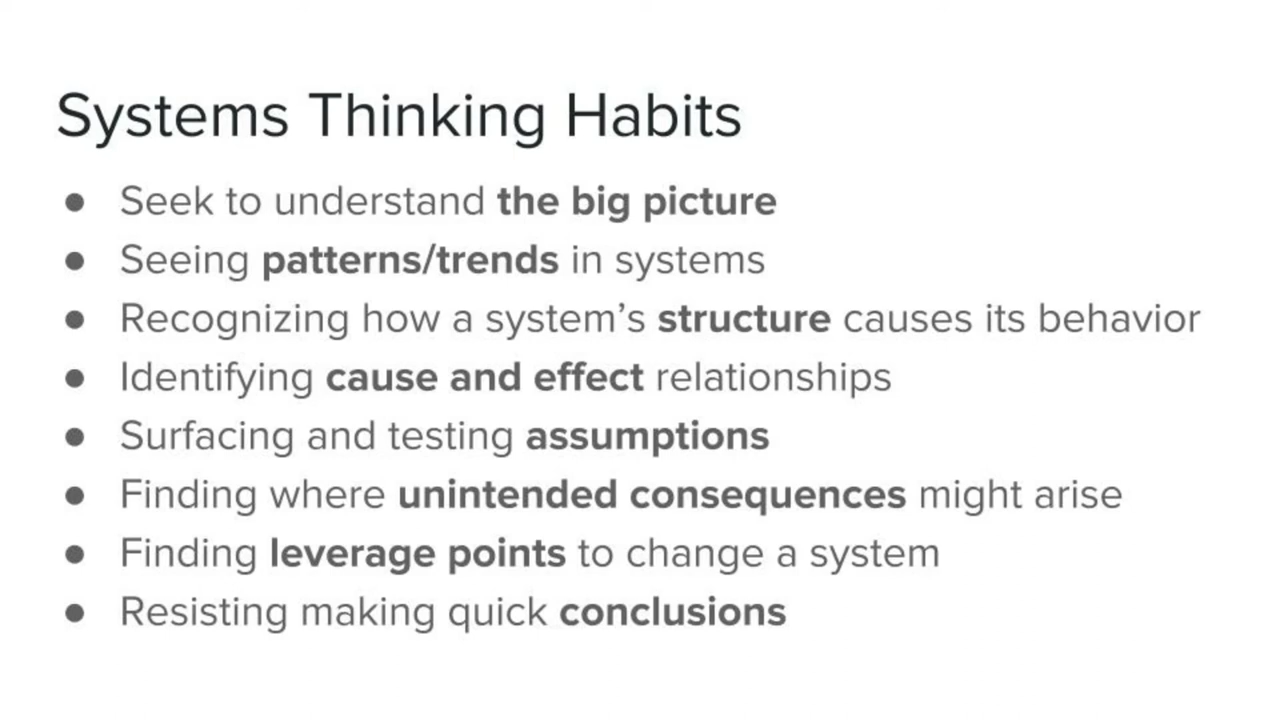 Systems Thinking Habits
● Seek to understand the big picture
● Seeing patterns/trends in systems
● Recognizing how a system’s structure causes its behavior
● Identifying cause and effect relationships
● Surfacing and testing assumptions
● Finding where unintended consequences might arise
● Finding leverage points to change a system
● Resisting making quick conclusions